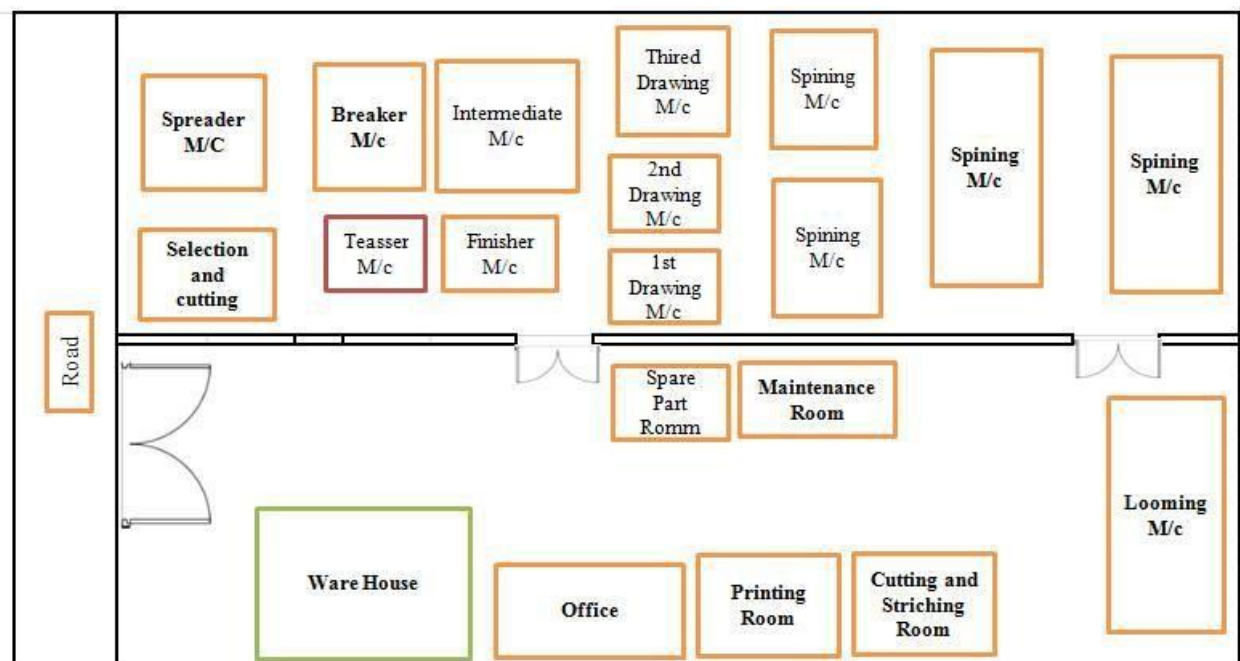 Spreader
M/C
Breaker
M/c
Intermediate
M/c
Thired
Drawing
M/c
Spining
M/c
Spining
M/c
Spining
M/c
2nd
Drawing
M/c
Spining
M/c
Selection
and
cutting
Teasser
M/c
Finisher
M/c
1st
Drawing
M/c
Road
Spare
Part
Romm
Maintenance
Room
Looming
M/c
Ware House
Office
Printing
Room
Cutting and
Striching
Room